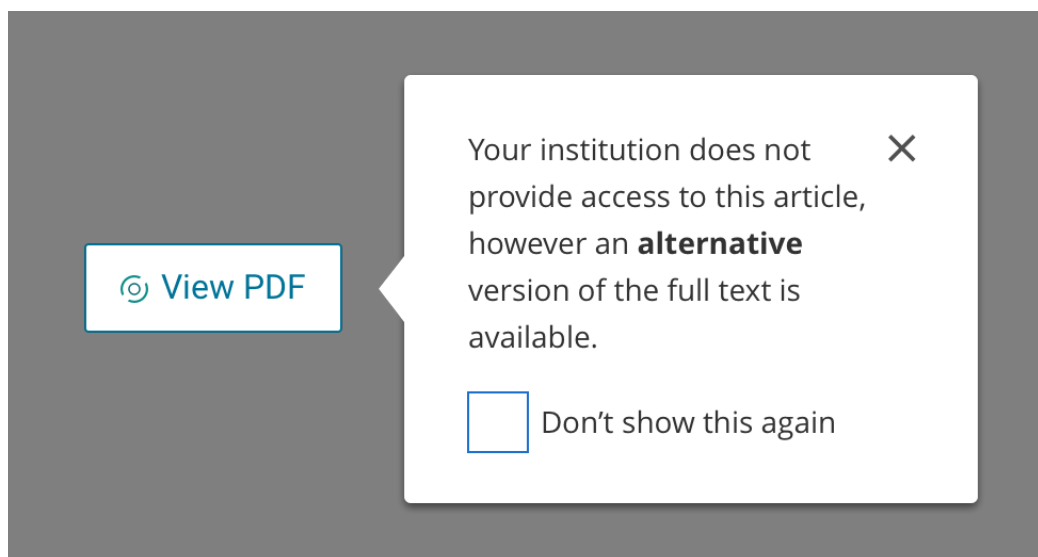 View PDF
Your institution does not
provide access to this article,
however an alternative
version of the full text is
available.
Don’t show this again